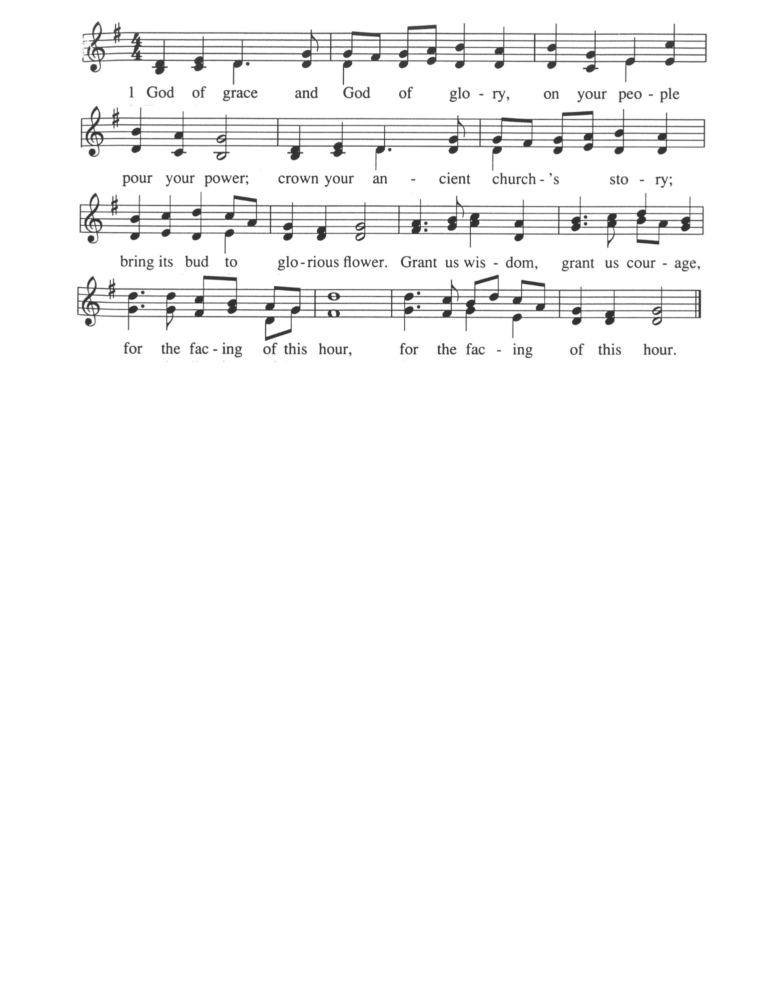 1 God of grace and God of glo - ry, on your peo - ple
pour your power; crown your an - cient church - 's sto - ry;
bring its bud to glo - rious flower. Grant us wis - dom, grant us cour - age,
for the fac - ing of this hour, for the fac - ing of this hour.